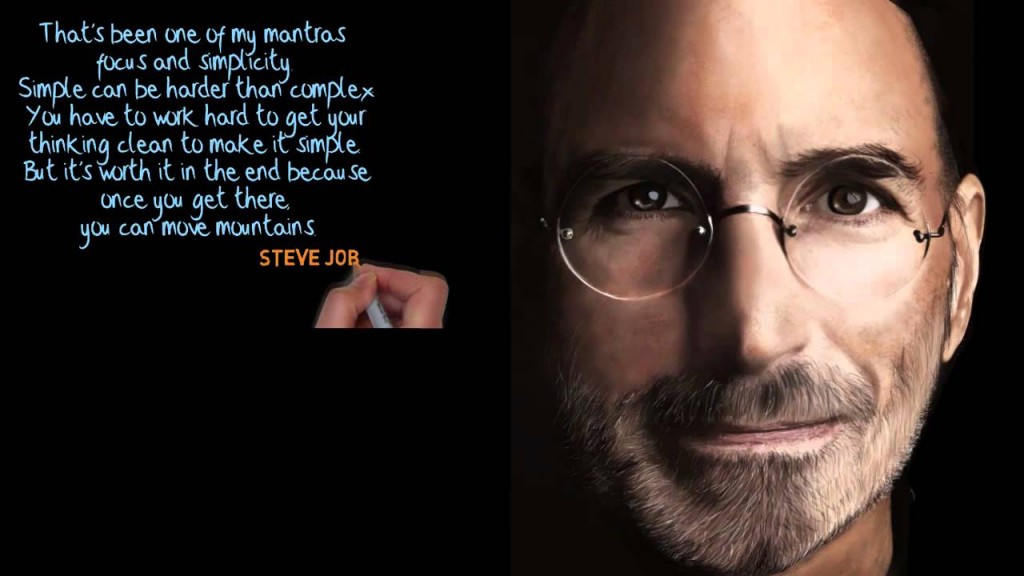 That's been one of my mantras
focus and simplicity
Simple can be harder than complex
You have to work hard to get your
thinking clean to make it simple.
But it's worth it in the end because
once you get there,
you can move mountains.
STEVE JOB